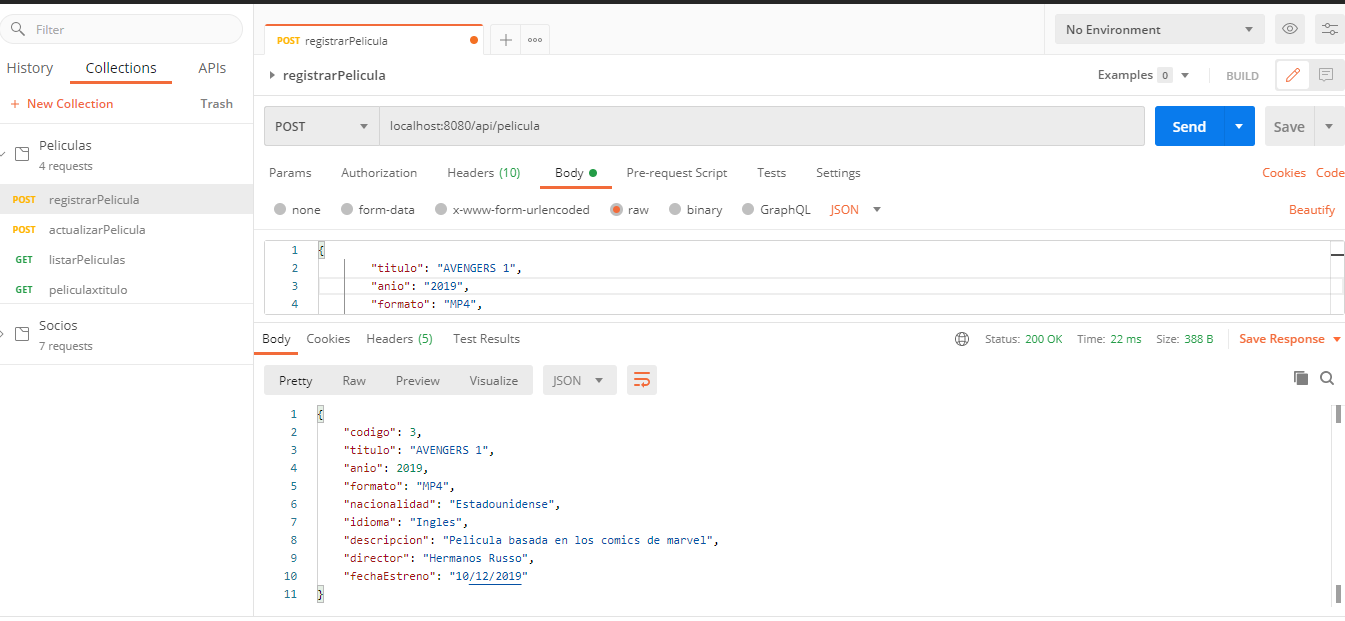 Filter
History Collections APIs
+ New Collection Trash
Peliculas
4 requests
POST registrarPelicula
POST actualizarPelicula
GET listarPeliculas
GET peliculaxtitulo
Socios
7 requests
POST registrarPelicula
No Environment
registrarPelicula
Examples 0 BUILD
POST localhost:8080/api/pelicula Send Save
Params Authorization Headers (10) Body Pre-request Script Tests Settings Cookies Code
none form-data x-www-form-urlencoded raw binary GraphQL JSON Beautify
1 {
2 "titulo": "AVENGERS 1",
3 "anio": "2019",
4 "formato": "MP4",
Body Cookies Headers (5) Test Results Status: 200 OK Time: 22 ms Size: 388 B Save Response
Pretty Raw Preview Visualize JSON
1 {
2 "codigo": 3,
3 "titulo": "AVENGERS 1",
4 "anio": 2019,
5 "formato": "MP4",
6 "nacionalidad": "Estadounidense",
7 "idioma": "Ingles",
8 "descripcion": "Pelicula basada en los comics de marvel",
9 "director": "Hermanos Russo",
10 "fechaEstreno": "10/12/2019"
11 }